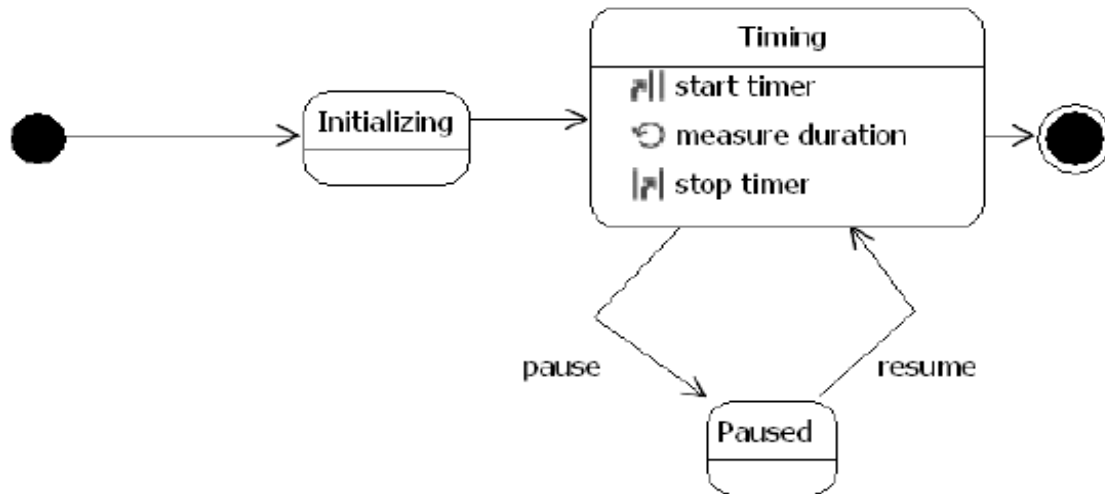 Timing
start timer
Initializing
measure duration
stop timer
pause
resume
Paused